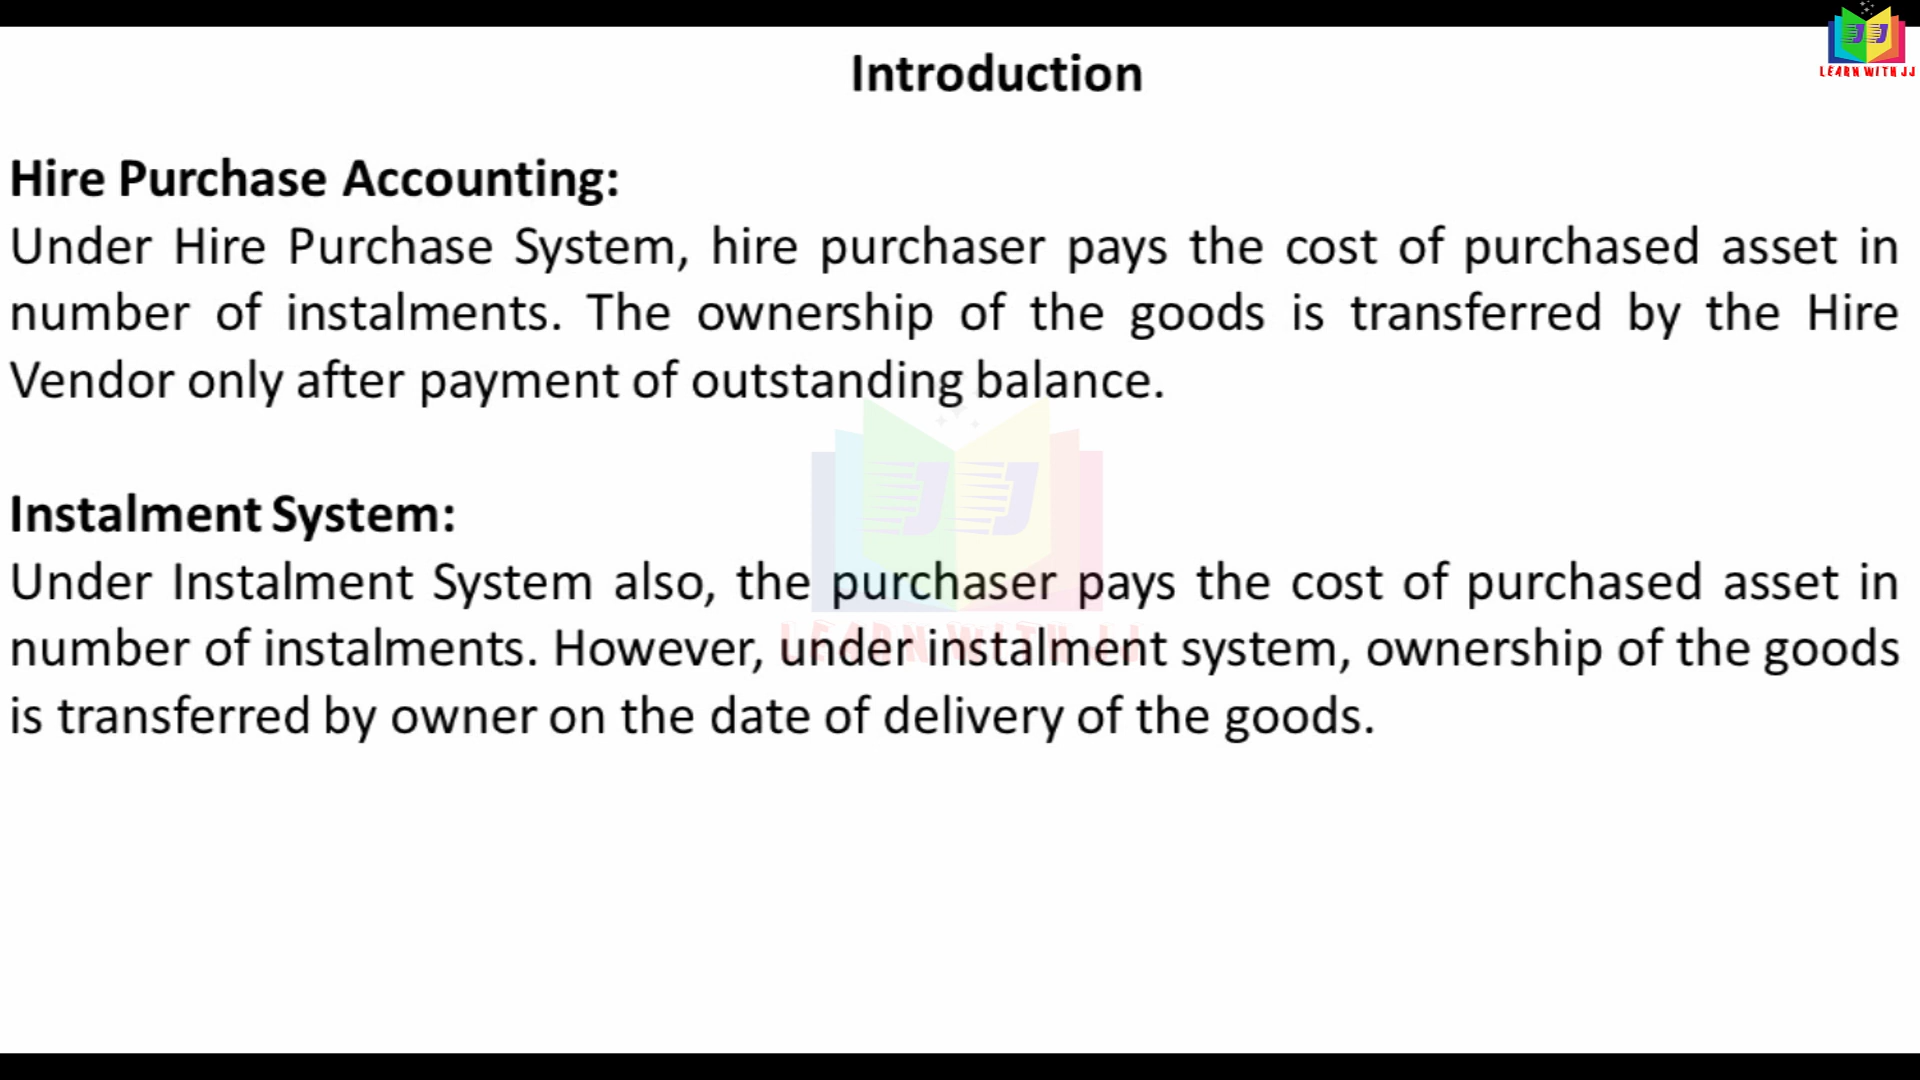 LEARN WITH JJ
Introduction
Hire Purchase Accounting:
Under Hire Purchase System, hire purchaser pays the cost of purchased asset in
number of instalments. The ownership of the goods is transferred by the Hire
Vendor only after payment of outstanding balance.
Instalment System:
Under Instalment System also, the purchaser pays the cost of purchased asset in
number of instalments. However, under instalment system, ownership of the goods
is transferred by owner on the date of delivery of the goods.
JJ
LEARN WITH JJ